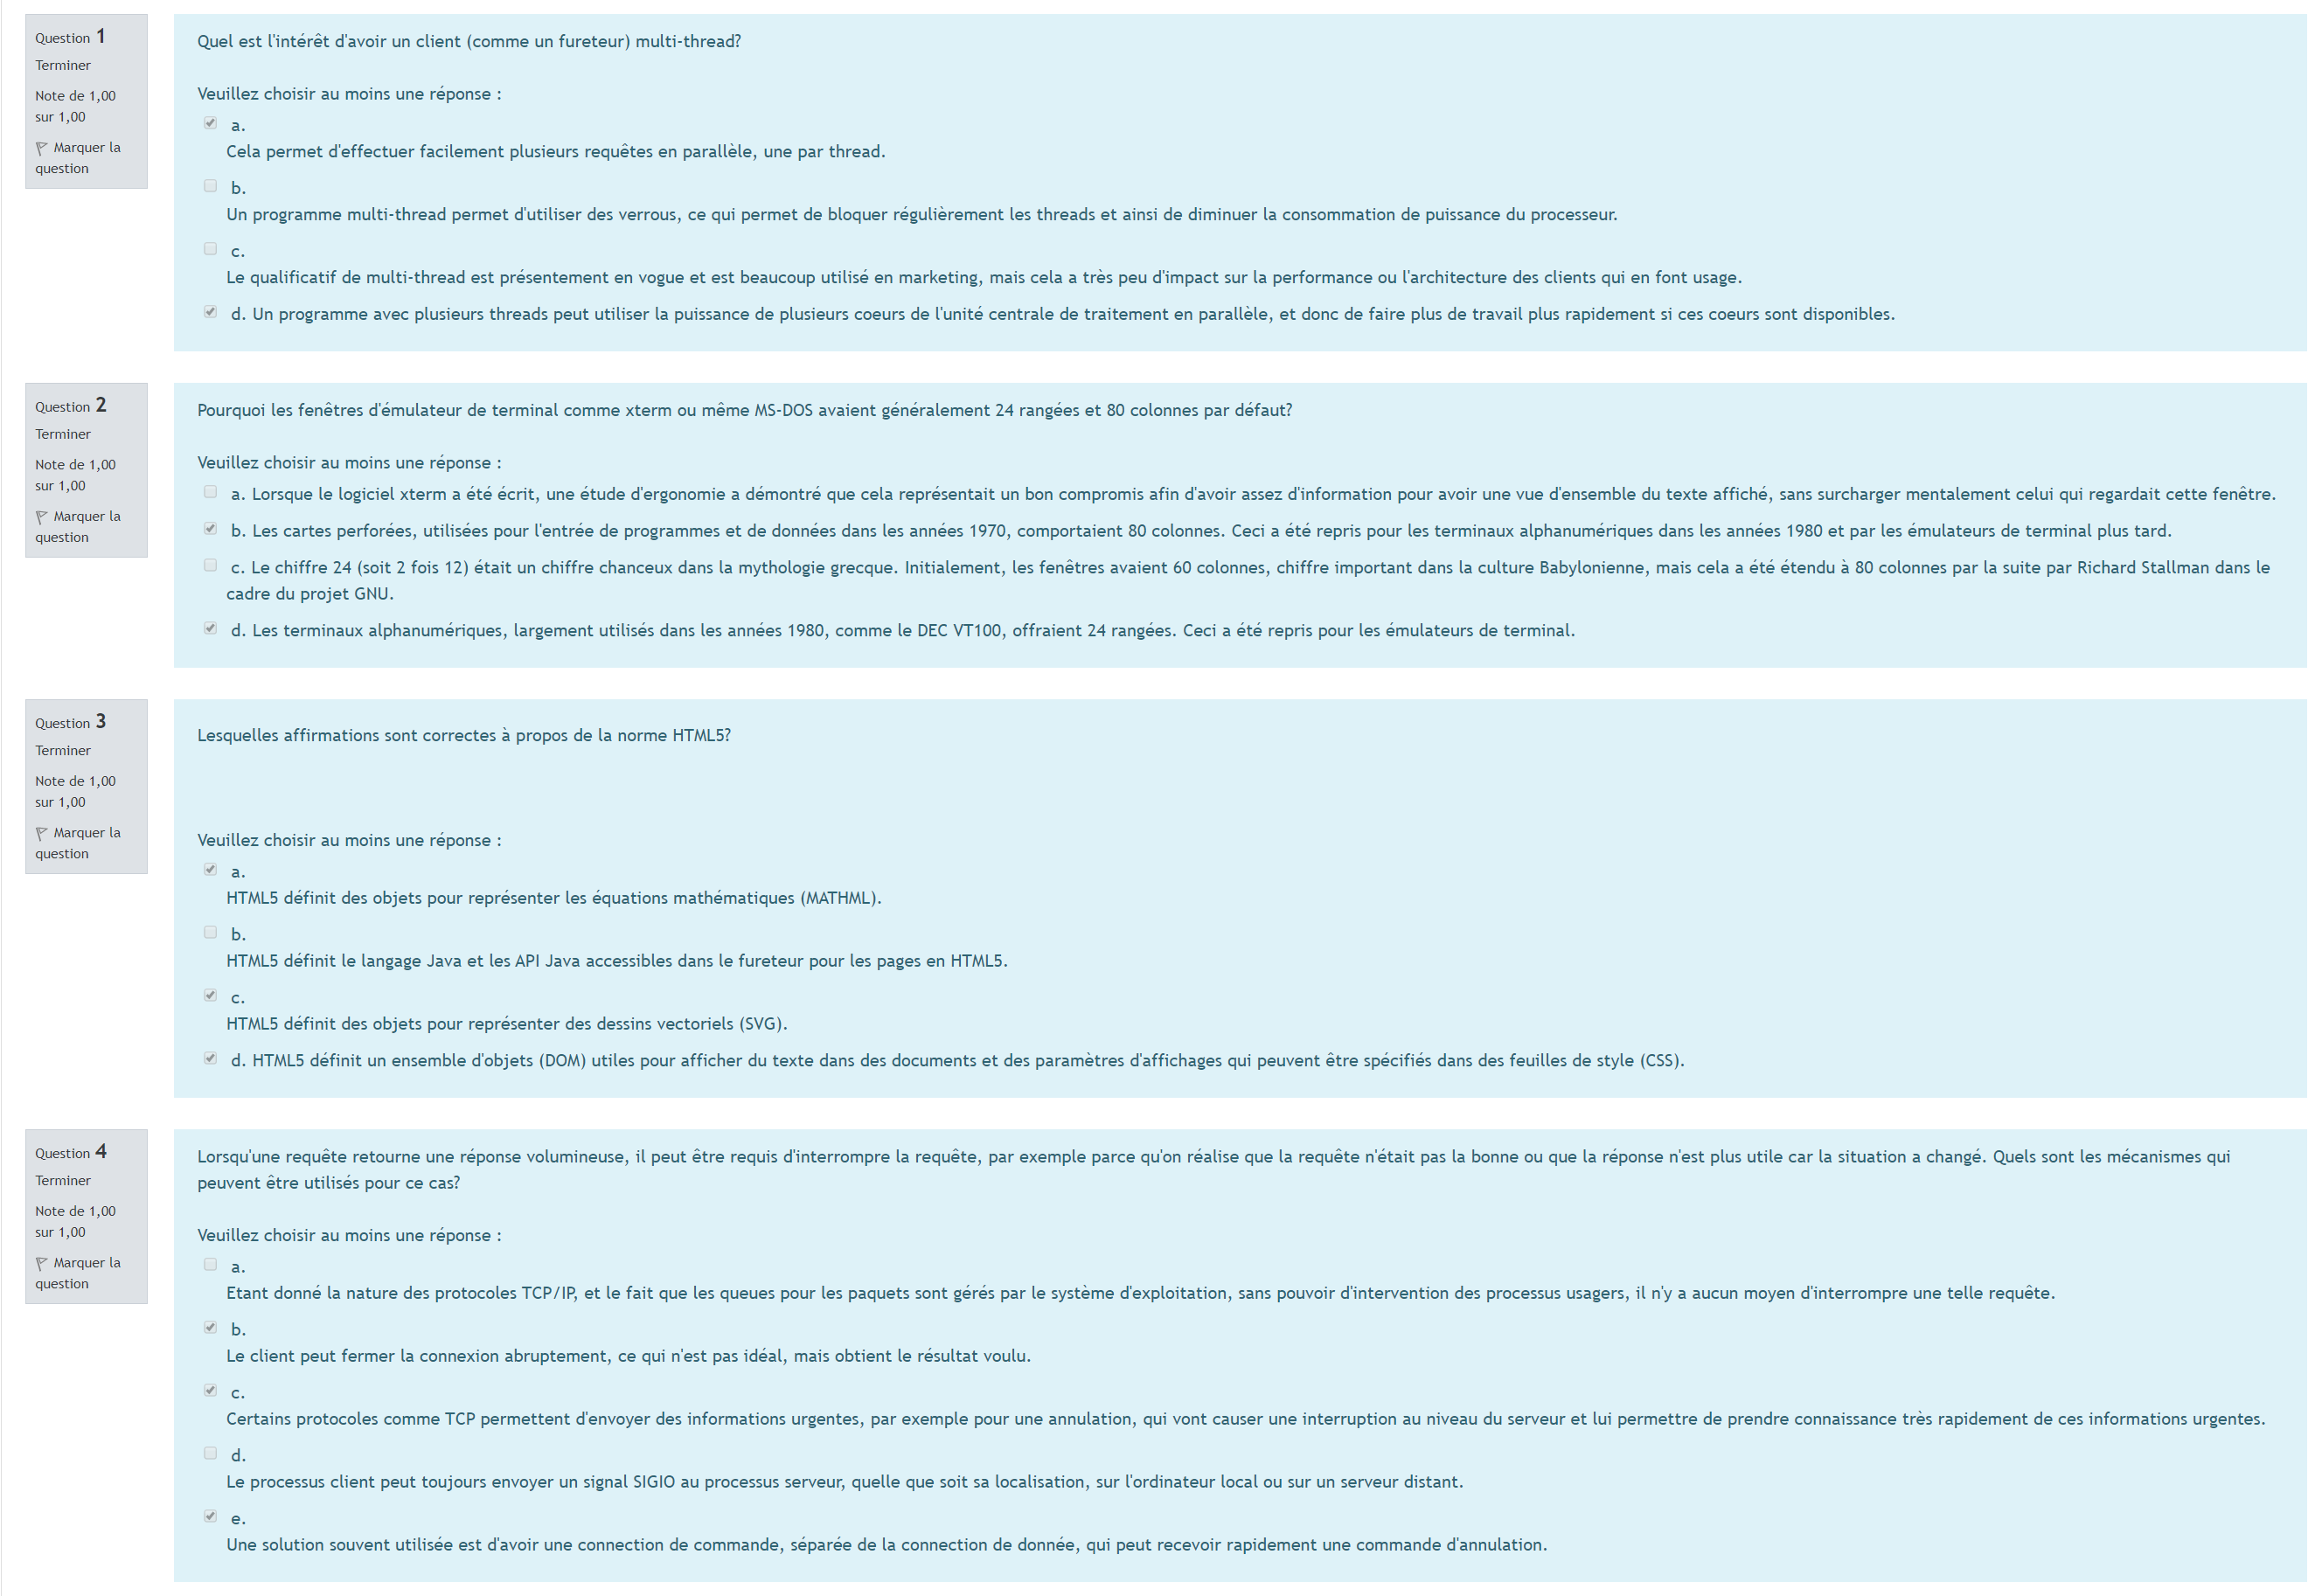 Question 1
Terminer
Note de 1,00
sur 1,00
Marquer la
question
Quel est l'intérêt d'avoir un client (comme un fureteur) multi-thread?
Veuillez choisir au moins une réponse :
a.
Cela permet d'effectuer facilement plusieurs requêtes en parallèle, une par thread.
b.
Un programme multi-thread permet d'utiliser des verrous, ce qui permet de bloquer régulièrement les threads et ainsi de diminuer la consommation de puissance du processeur.
c.
Le qualificatif de multi-thread est présentement en vogue et est beaucoup utilisé en marketing, mais cela a très peu d'impact sur la performance ou l'architecture des clients qui en font usage.
d. Un programme avec plusieurs threads peut utiliser la puissance de plusieurs coeurs de l'unité centrale de traitement en parallèle, et donc de faire plus de travail plus rapidement si ces coeurs sont disponibles.
Question 2
Terminer
Note de 1,00
sur 1,00
Marquer la
question
Pourquoi les fenêtres d'émulateur de terminal comme xterm ou même MS-DOS avaient généralement 24 rangées et 80 colonnes par défaut?
Veuillez choisir au moins une réponse :
a. Lorsque le logiciel xterm a été écrit, une étude d'ergonomie a démontré que cela représentait un bon compromis afin d'avoir assez d'information pour avoir une vue d'ensemble du texte affiché, sans surcharger mentalement celui qui regardait cette fenêtre.
b. Les cartes perforées, utilisées pour l'entrée de programmes et de données dans les années 1970, comportaient 80 colonnes. Ceci a été repris pour les terminaux alphanumériques dans les années 1980 et par les émulateurs de terminal plus tard.
c. Le chiffre 24 (soit 2 fois 12) était un chiffre chanceux dans la mythologie grecque. Initialement, les fenêtres avaient 60 colonnes, chiffre important dans la culture Babylonienne, mais cela a été étendu à 80 colonnes par la suite par Richard Stallman dans le
cadre du projet GNU.
d. Les terminaux alphanumériques, largement utilisés dans les années 1980, comme le DEC VT100, offraient 24 rangées. Ceci a été repris pour les émulateurs de terminal.
Question 3
Terminer
Note de 1,00
sur 1,00
Marquer la
question
Lesquelles affirmations sont correctes à propos de la norme HTML5?
Veuillez choisir au moins une réponse :
a.
HTML5 définit des objets pour représenter les équations mathématiques (MATHML).
b.
HTML5 définit le langage Java et les API Java accessibles dans le fureteur pour les pages en HTML5.
c.
HTML5 définit des objets pour représenter des dessins vectoriels (SVG).
d. HTML5 définit un ensemble d'objets (DOM) utiles pour afficher du texte dans des documents et des paramètres d'affichages qui peuvent être spécifiés dans des feuilles de style (CSS).
Question 4
Terminer
Note de 1,00
sur 1,00
Marquer la
question
Lorsqu'une requête retourne une réponse volumineuse, il peut être requis d'interrompre la requête, par exemple parce qu'on réalise que la requête n'était pas la bonne ou que la réponse n'est plus utile car la situation a changé. Quels sont les mécanismes qui
peuvent être utilisés pour ce cas?
Veuillez choisir au moins une réponse :
a.
Etant donné la nature des protocoles TCP/IP, et le fait que les queues pour les paquets sont gérés par le système d'exploitation, sans pouvoir d'intervention des processus usagers, il n'y a aucun moyen d'interrompre une telle requête.
b.
Le client peut fermer la connexion abruptement, ce qui n'est pas idéal, mais obtient le résultat voulu.
c.
Certains protocoles comme TCP permettent d'envoyer des informations urgentes, par exemple pour une annulation, qui vont causer une interruption au niveau du serveur et lui permettre de prendre connaissance très rapidement de ces informations urgentes.
d.
Le processus client peut toujours envoyer un signal SIGIO au processus serveur, quelle que soit sa localisation, sur l'ordinateur local ou sur un serveur distant.
e.
Une solution souvent utilisée est d'avoir une connection de commande, séparée de la connection de donnée, qui peut recevoir rapidement une commande d'annulation.